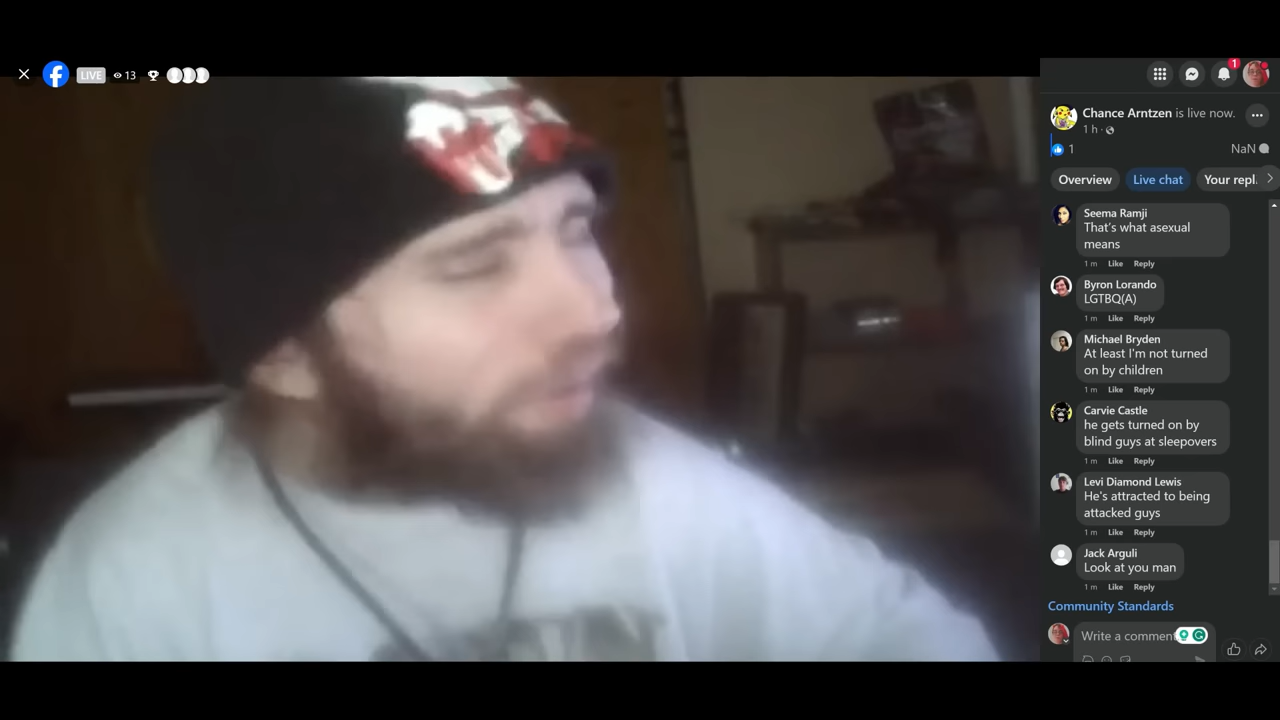 LIVE 13
1
Chance Arntzen is live now.
1 h ·
1 NaN
Overview Live chat Your repl.
Seema Ramji
That's what asexual
means
1 m Like Reply
Byron Lorando
LGTBQ(A)
1 m Like Reply
Michael Bryden
At least I'm not turned
on by children
1 m Like Reply
Carvie Castle
he gets turned on by
blind guys at sleepovers
1 m Like Reply
Levi Diamond Lewis
He's attracted to being
attacked guys
1 m Like Reply
Jack Arguli
Look at you man
1 m Like Reply
Community Standards
Write a comment